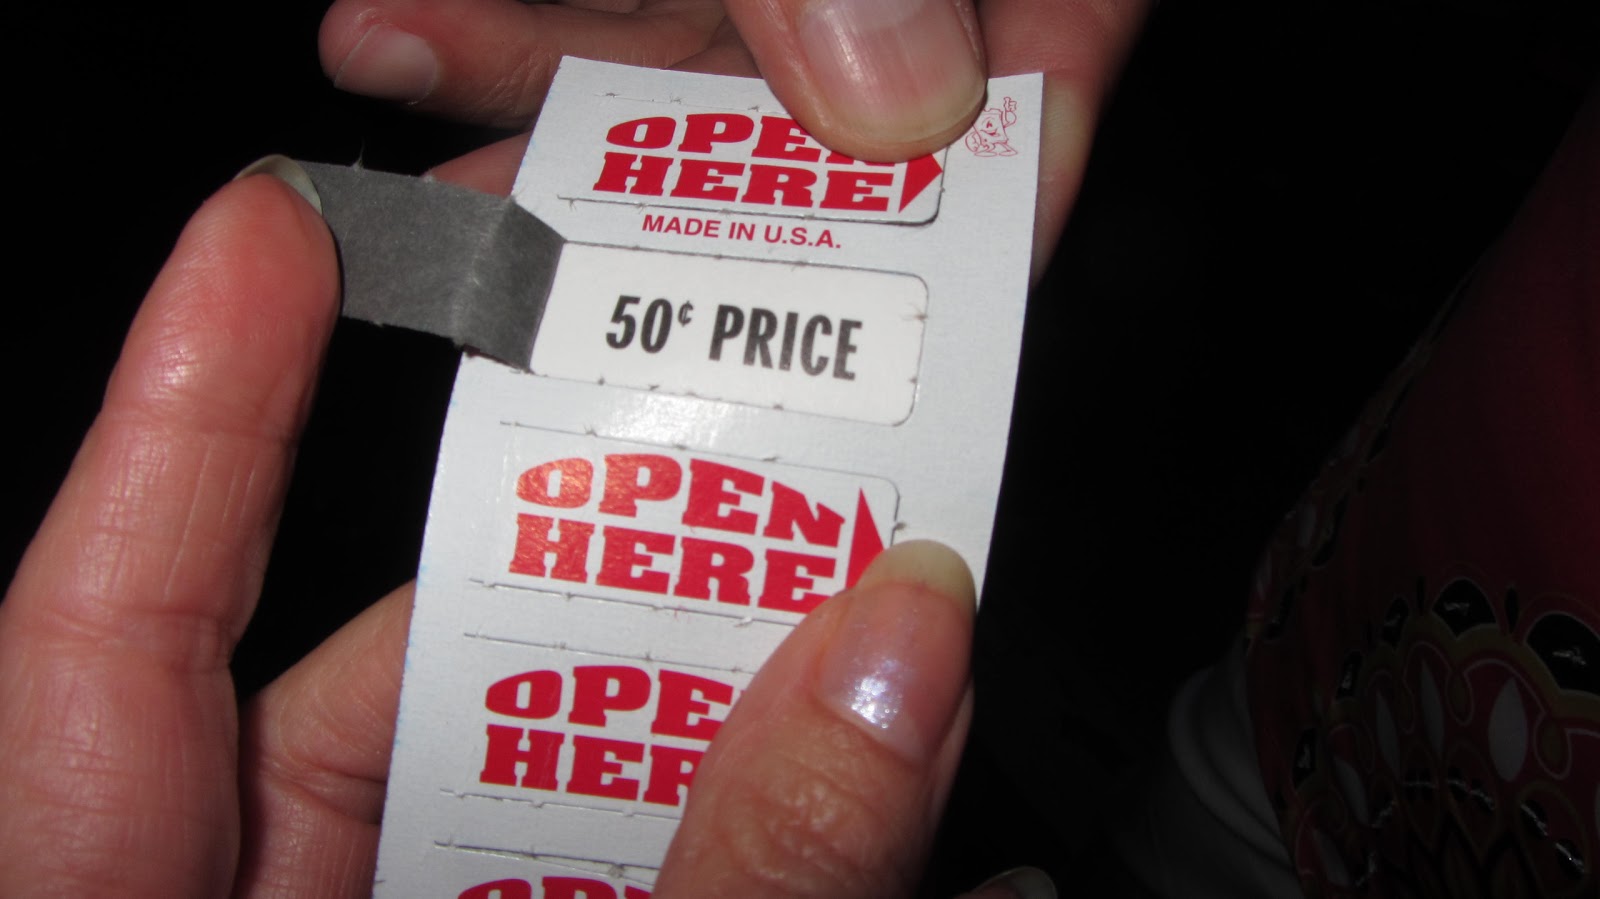 OPEN
HERE
MADE IN U.S.A.
50¢ PRICE
OPEN
HERE